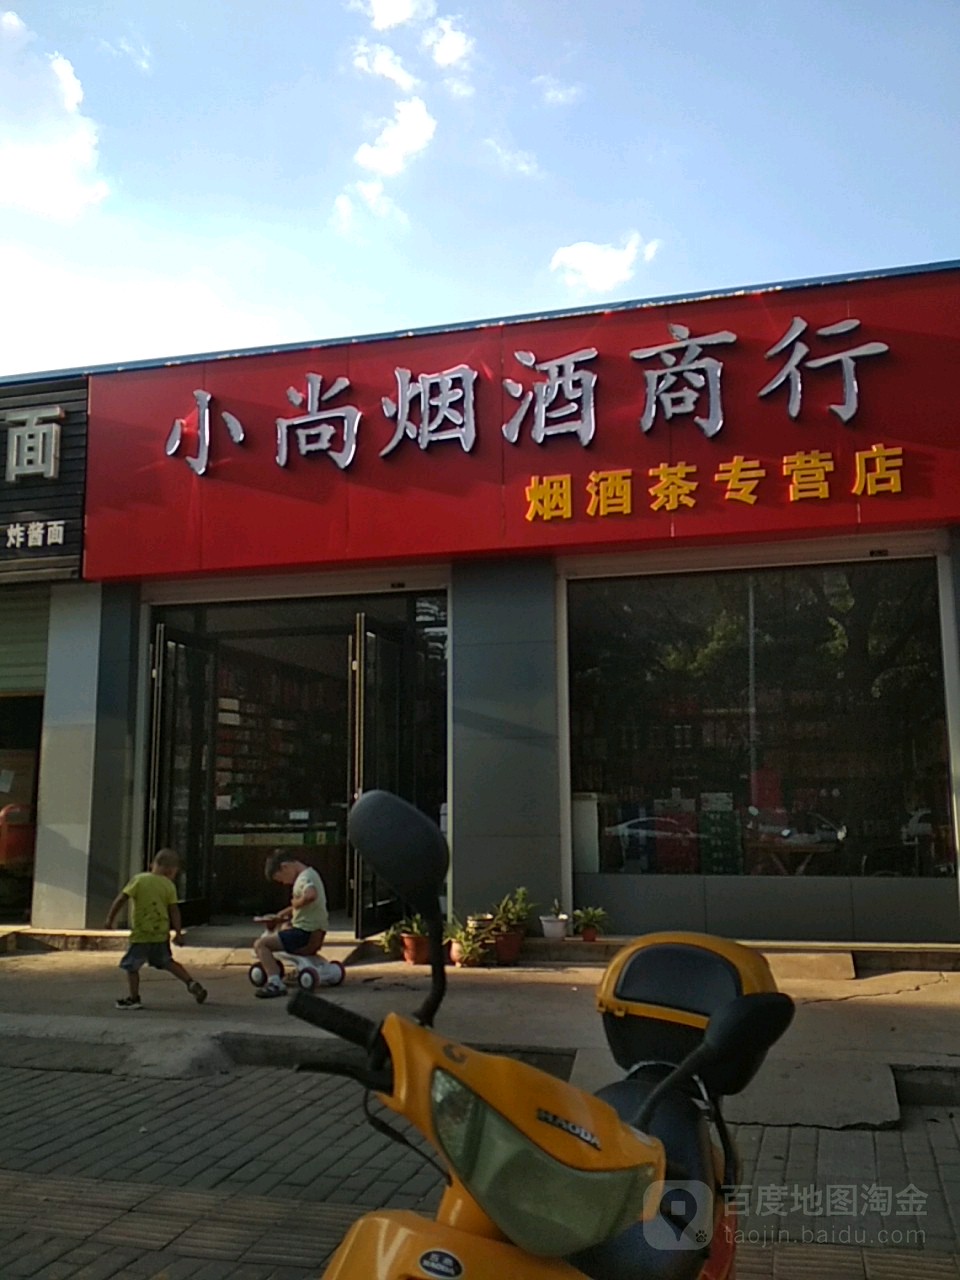 小尚烟酒商行
烟酒茶专营店
面
炸酱面
HAODA
百度地图淘金
taojin.baidu.com